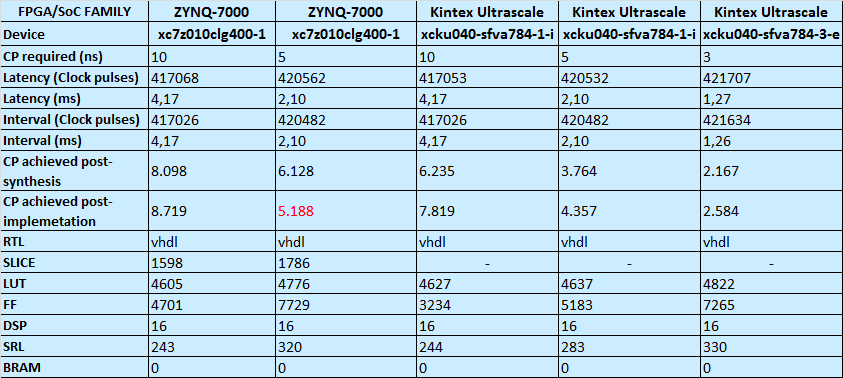 FPGA/SoC FAMILY ZYNQ-7000 ZYNQ-7000 Kintex Ultrascale Kintex Ultrascale Kintex Ultrascale
Device xc7z010clg400-1 xc7z010clg400-1 xcku040-sfva784-1-i xcku040-sfva784-1-i xcku040-sfva784-3-e
CP required (ns) 10 5 10 5 3
Latency (Clock pulses) 417068 420562 417053 420532 421707
Latency (ms) 4,17 2,10 4,17 2,10 1,27
Interval (Clock pulses) 417026 420482 417026 420482 421634
Interval (ms) 4,17 2,10 4,17 2,10 1,26
CP achieved post-
synthesis 8.098 6.128 6.235 3.764 2.167
CP achieved post-
implemetation 8.719 5.188 7.819 4.357 2.584
RTL vhdl vhdl vhdl vhdl vhdl
SLICE 1598 1786 - - -
LUT 4605 4776 4627 4637 4822
FF 4701 7729 3234 5183 7265
DSP 16 16 16 16 16
SRL 243 320 244 283 330
BRAM 0 0 0 0 0